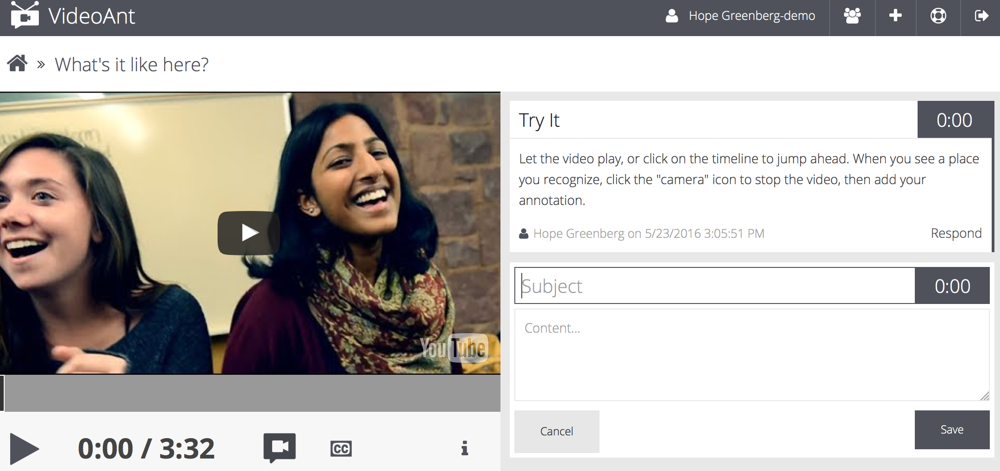 VideoAnt
Hope Greenberg-demo
» What's it like here?
Try It
0:00
Let the video play, or click on the timeline to jump ahead. When you see a place
you recognize, click the "camera" icon to stop the video, then add your
annotation.
Hope Greenberg on 5/23/2016 3:05:51 PM
Respond
Subject
0:00
Content...
Cancel
Save
YouTube
0:00 / 3:32
CC
i